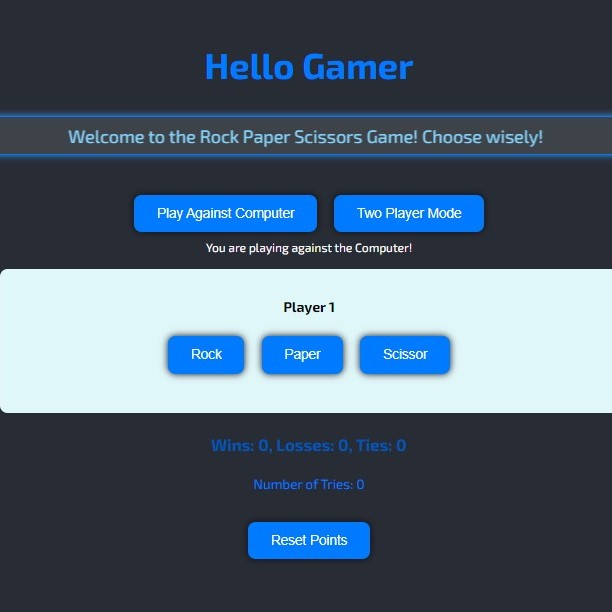 Hello Gamer
Welcome to the Rock Paper Scissors Game! Choose wisely!
Play Against Computer Two Player Mode
You are playing against the Computer!
Player 1
Rock Paper Scissor
Wins: 0, Losses: 0, Ties: 0
Number of Tries: 0
Reset Points